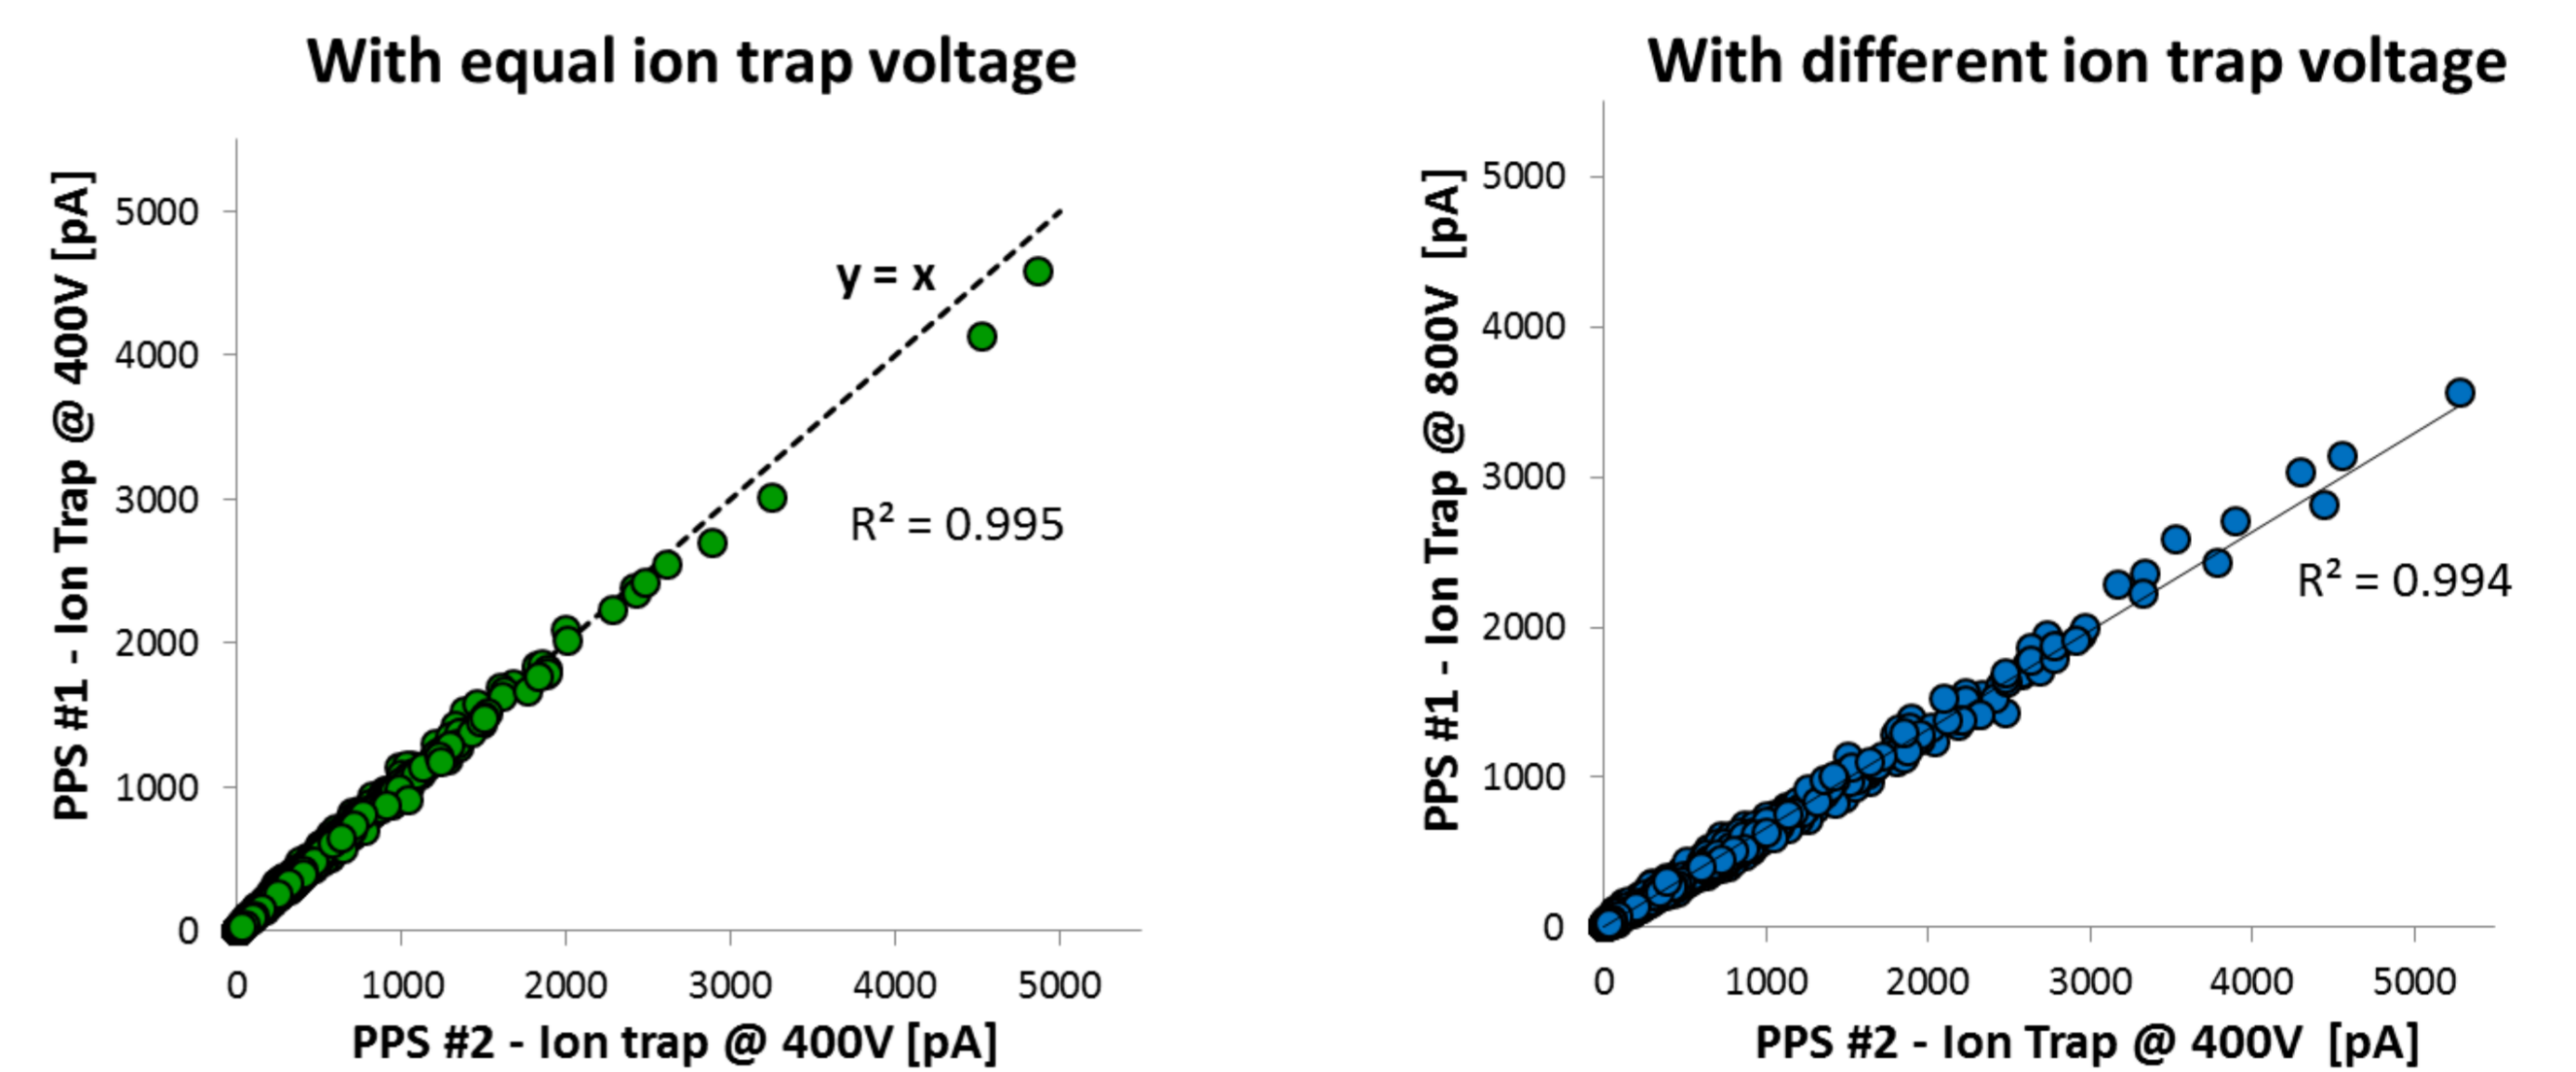 With equal ion trap voltage
PPS #1 - Ion Trap @ 400V [pA]
5000
4000
3000
2000
1000
0
y = x
R² = 0.995
0 1000 2000 3000 4000 5000
PPS #2 - Ion trap @ 400V [pA]
With different ion trap voltage
PPS #1 - Ion Trap @ 800V [pA]
5000
4000
3000
2000
1000
0
R² = 0.994
0 1000 2000 3000 4000 5000
PPS #2 - Ion Trap @ 400V [pA]